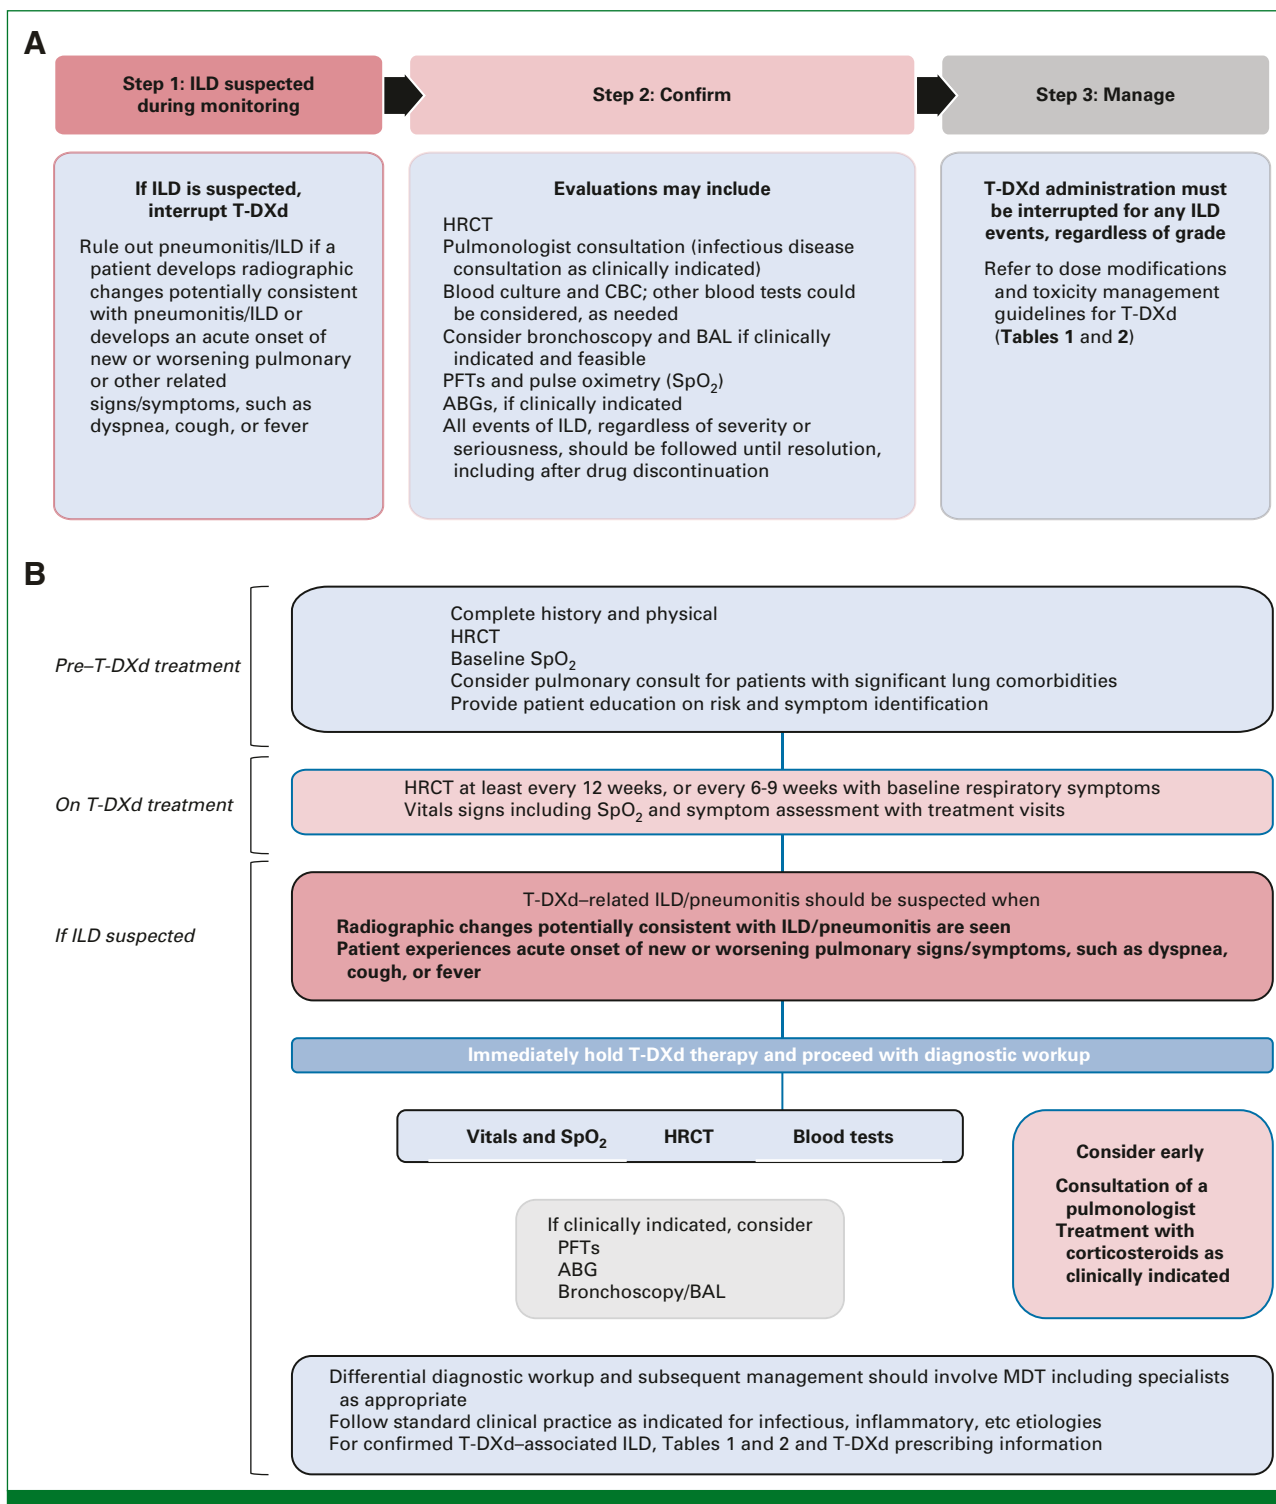 A
Step 1: ILD suspected
during monitoring
Step 2: Confirm
Step 3: Manage
If ILD is suspected,
interrupt T-DXd
Rule out pneumonitis/ILD if a
patient develops radiographic
changes potentially consistent
with pneumonitis/ILD or
develops an acute onset of
new or worsening pulmonary
or other related
signs/symptoms, such as
dyspnea, cough, or fever
Evaluations may include
HRCT
Pulmonologist consultation (infectious disease
consultation as clinically indicated)
Blood culture and CBC; other blood tests could
be considered, as needed
Consider bronchoscopy and BAL if clinically
indicated and feasible
PFTs and pulse oximetry (SpO2)
ABGs, if clinically indicated
All events of ILD, regardless of severity or
seriousness, should be followed until resolution,
including after drug discontinuation
T-DXd administration must
be interrupted for any ILD
events, regardless of grade
Refer to dose modifications
and toxicity management
guidelines for T-DXd
(Tables 1 and 2)
B
Pre–T-DXd treatment
Complete history and physical
HRCT
Baseline SpO2
Consider pulmonary consult for patients with significant lung comorbidities
Provide patient education on risk and symptom identification
On T-DXd treatment
HRCT at least every 12 weeks, or every 6-9 weeks with baseline respiratory symptoms
Vitals signs including SpO2 and symptom assessment with treatment visits
If ILD suspected
T-DXd–related ILD/pneumonitis should be suspected when
Radiographic changes potentially consistent with ILD/pneumonitis are seen
Patient experiences acute onset of new or worsening pulmonary signs/symptoms, such as dyspnea,
cough, or fever
Immediately hold T-DXd therapy and proceed with diagnostic workup
Vitals and SpO2 HRCT Blood tests
If clinically indicated, consider
PFTs
ABG
Bronchoscopy/BAL
Consider early
Consultation of a
pulmonologist
Treatment with
corticosteroids as
clinically indicated
Differential diagnostic workup and subsequent management should involve MDT including specialists
as appropriate
Follow standard clinical practice as indicated for infectious, inflammatory, etc etiologies
For confirmed T-DXd–associated ILD, Tables 1 and 2 and T-DXd prescribing information